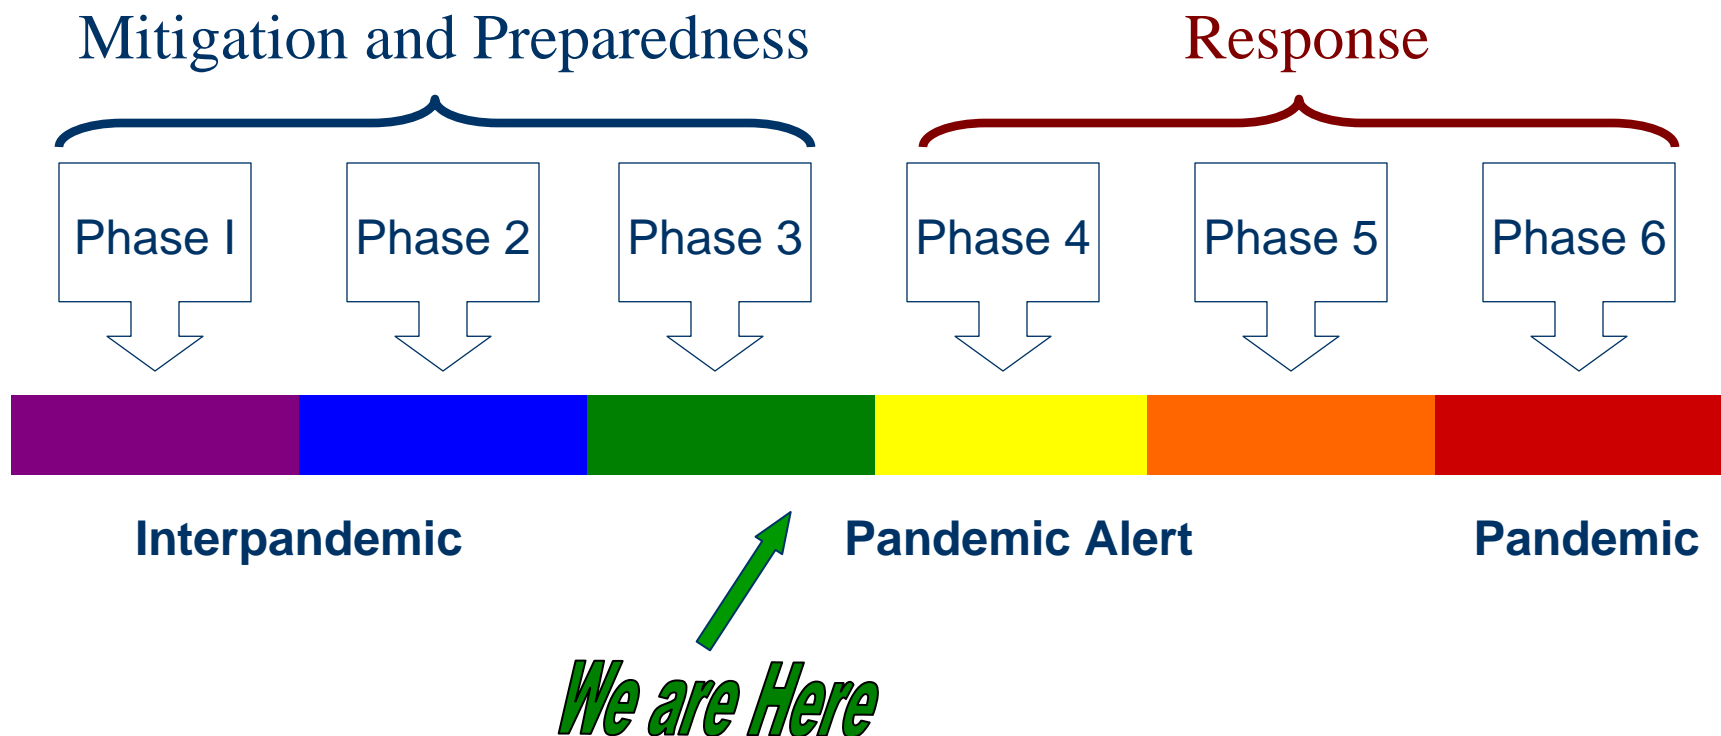 Mitigation and Preparedness
Response
Phase I
Phase 2
Phase 3
Phase 4
Phase 5
Phase 6
Interpandemic
Pandemic Alert
Pandemic
We are Here